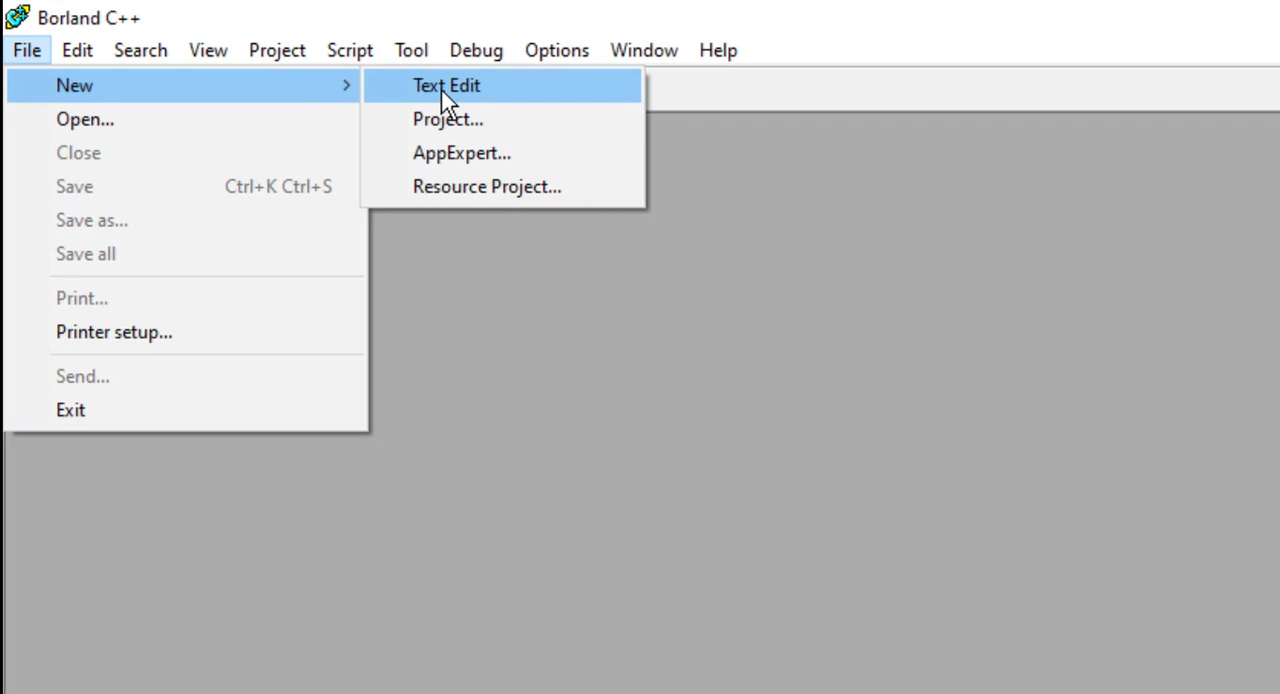 Borland C++
File Edit Search View Project Script Tool Debug Options Window Help
New
Open...
Close
Save Ctrl+K Ctrl+S
Save as...
Save all
Print...
Printer setup...
Send...
Exit
Text Edit
Project...
AppExpert...
Resource Project...